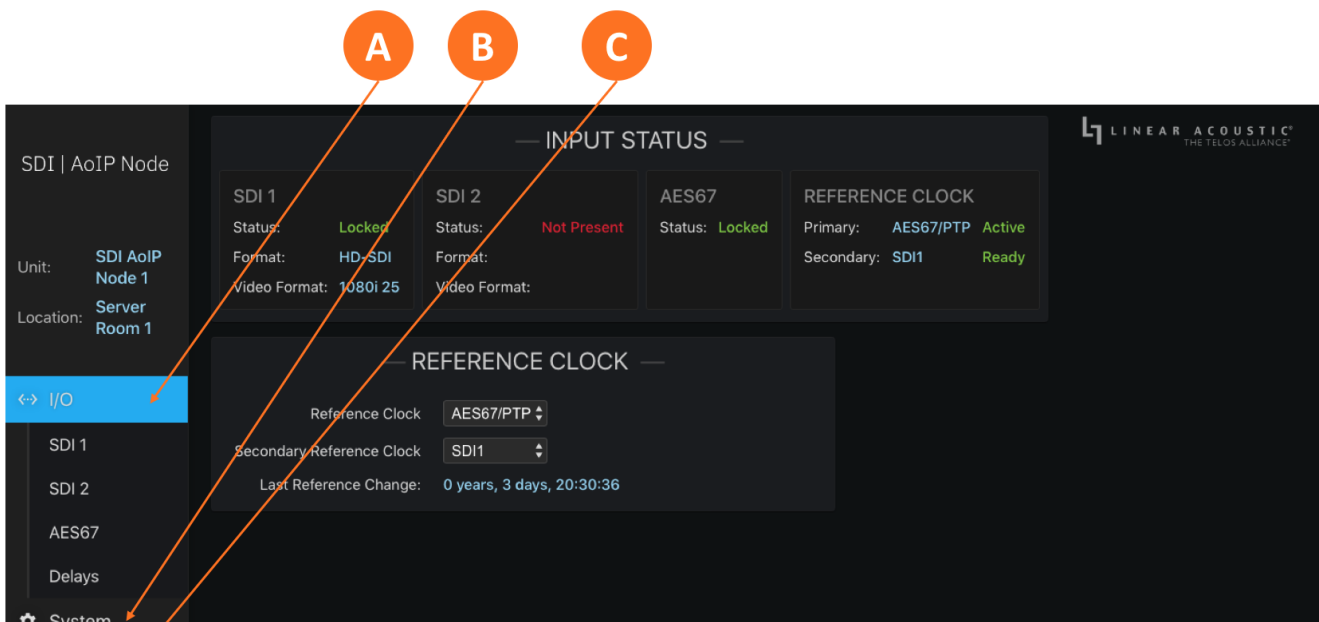 A B C
SDI | AoIP Node
Unit: SDI AoIP
Node 1
Location: Server
Room 1
I/O
SDI 1
SDI 2
AES67
Delays
System
— INPUT STATUS —
SDI 1
Status: Locked
Format: HD-SDI
Video Format: 1080i 25
SDI 2
Status: Not Present
Format:
Video Format:
AES67
Status: Locked
REFERENCE CLOCK
Primary: AES67/PTP Active
Secondary: SDI1 Ready
LINEAR ACOUSTIC®
THE TELOS ALLIANCE®
— REFERENCE CLOCK —
Reference Clock AES67/PTP
Secondary Reference Clock SDI1
Last Reference Change: 0 years, 3 days, 20:30:36